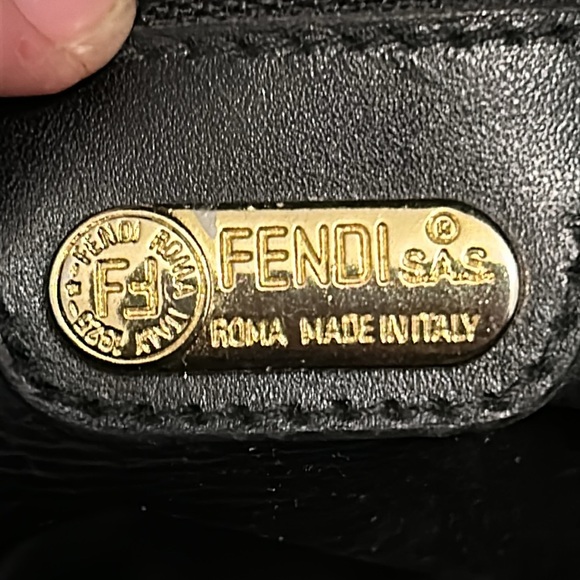 FENDI ROMA
FF
1925 ITALY
FENDI ® S.A.S.
ROMA MADE IN ITALY